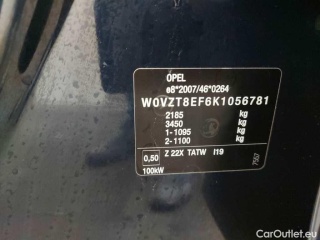 OPEL
e8*2007/46*0264
W0VZT8EF6K1056781
2185 kg
3450 kg
1-1095 kg
2-1100 kg
0,50 Z 22X TATW I19
100kW
CarOutlet.eu